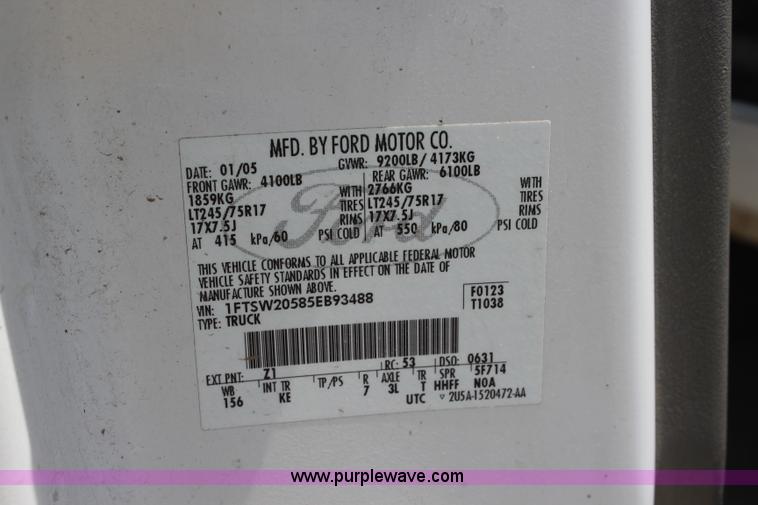 MFD. BY FORD MOTOR CO.
DATE: 01/05 GVWR: 9200LB/ 4173KG
FRONT GAWR: 4100LB REAR GAWR: 6100LB
1859KG WITH 2766KG WITH
LT245/75R17 TIRES LT245/75R17 TIRES
17X7.5J RIMS 17X7.5J RIMS
AT 415 kPa/60 PSI COLD AT 550 kPa/80 PSI COLD
Ford
THIS VEHICLE CONFORMS TO ALL APPLICABLE FEDERAL MOTOR
VEHICLE SAFETY STANDARDS IN EFFECT ON THE DATE OF
MANUFACTURE SHOWN ABOVE.
VIN: 1FTSW20585EB93488 F0123
TYPE: TRUCK T1038
EXT PNT: Z1 RC: 53 DSO: 0631
WB INT TR TP/PS R AXLE TR SPR 5F714
156 KE 7 3L T HHFF N0A
UTC ▽ 2U5A-1520472-AA
www.purplewave.com